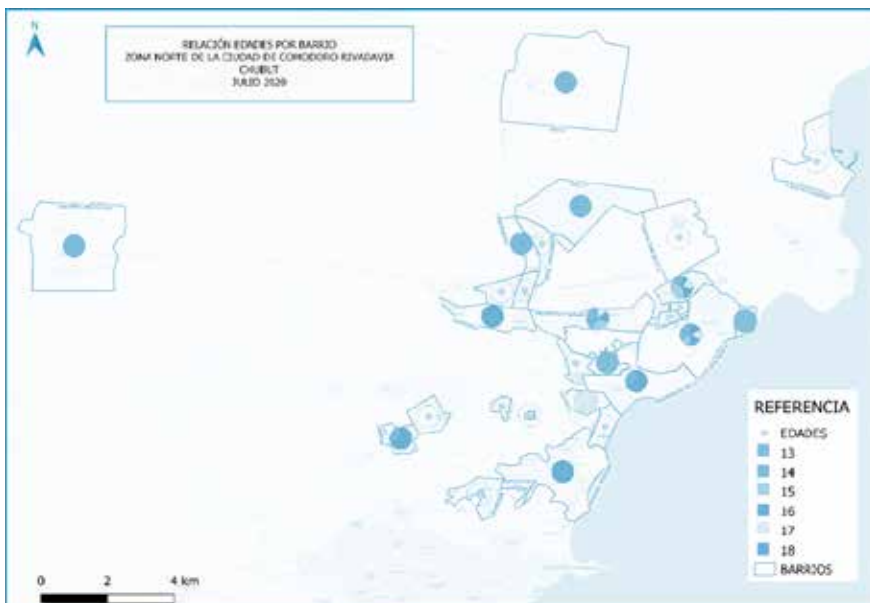 N
RELACIÓN EDADES POR BARRIO
ZONA NORTE DE LA CIUDAD DE COMODORO RIVADAVIA
CHUBUT
JULIO 2020
REFERENCIA
EDADES
13
14
15
16
17
18
BARRIOS
0 2 4 km